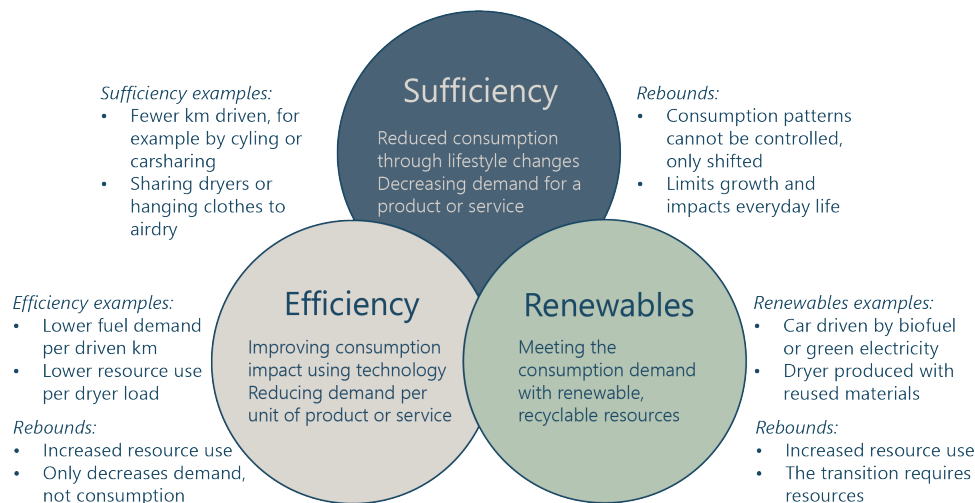 Sufficiency
Reduced consumption
through lifestyle changes
Decreasing demand for a
product or service
Sufficiency examples:
• Fewer km driven, for
example by cyling or
carsharing
• Sharing dryers or
hanging clothes to
airdry
Rebounds:
• Consumption patterns
cannot be controlled,
only shifted
• Limits growth and
impacts everyday life
Efficiency examples:
• Lower fuel demand
per driven km
• Lower resource use
per dryer load
Rebounds:
• Increased resource use
• Only decreases demand,
not consumption
Efficiency
Improving consumption
impact using technology
Reducing demand per
unit of product or service
Renewables
Meeting the
consumption demand
with renewable,
recyclable resources
Renewables examples:
• Car driven by biofuel
or green electricity
• Dryer produced with
reused materials
Rebounds:
• Increased resource use
• The transition requires
resources